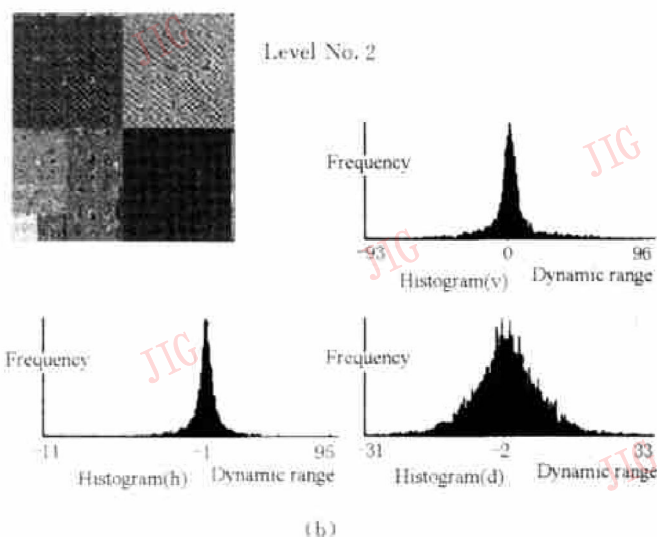 JIG
Level No. 2
Frequency
JIG
-93 0 96
JIG
Histogram(v) Dynamic range
Frequency
JIG
Frequency
-11 -1 95
-31 -2 33
Histogram(h) Dynamic range
Histogram(d) Dynamic range
JIG
(b)